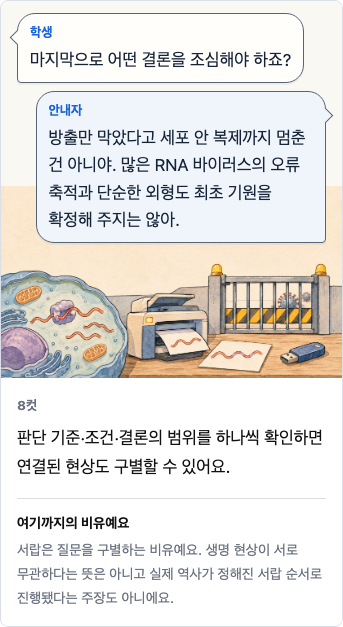 학생
마지막으로 어떤 결론을 조심해야 하죠?
안내자
방출만 막았다고 세포 안 복제까지 멈춘
건 아니야. 많은 RNA 바이러스의 오류
축적과 단순한 외형도 최초 기원을
확정해 주지는 않아.
8컷
판단 기준·조건·결론의 범위를 하나씩 확인하면
연결된 현상도 구별할 수 있어요.
여기까지의 비유예요
서랍은 질문을 구별하는 비유예요. 생명 현상이 서로
무관하다는 뜻은 아니고 실제 역사가 정해진 서랍 순서로
진행됐다는 주장도 아니에요.